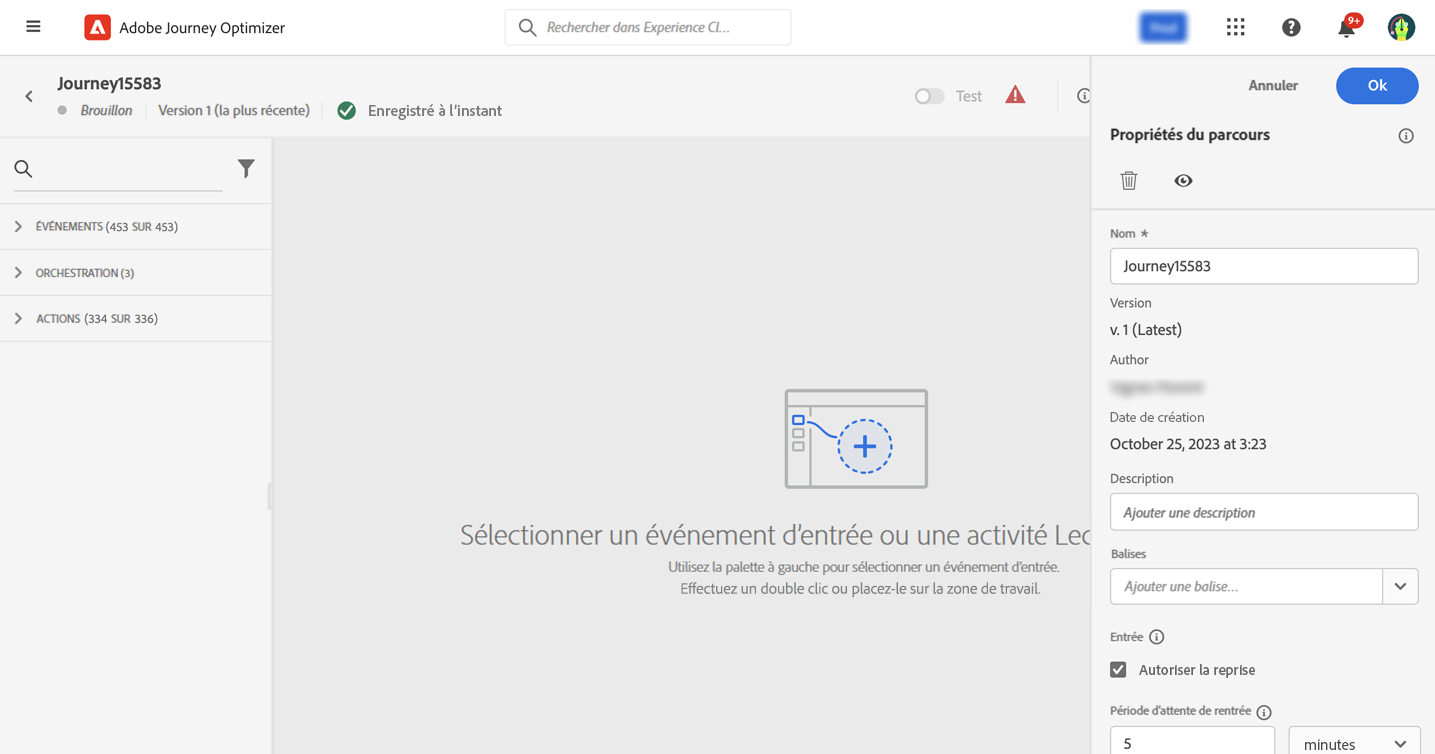 Adobe Journey Optimizer
Rechercher dans Experience Cl...
9+
Journey15583
Brouillon
Version 1 (la plus récente)
Enregistré à l'instant
Test
Annuler
Ok
Propriétés du parcours
ÉVÉNEMENTS (453 SUR 453)
ORCHESTRATION (3)
ACTIONS (334 SUR 336)
Sélectionner un événement d'entrée ou une activité Lec
Utilisez la palette à gauche pour sélectionner un événement d'entrée.
Effectuez un double clic ou placez-le sur la zone de travail.
Nom *
Journey15583
Version
v. 1 (Latest)
Author
Date de création
October 25, 2023 at 3:23
Description
Ajouter une description
Balises
Ajouter une balise...
Entrée
Autoriser la reprise
Période d'attente de rentrée
5
minutes